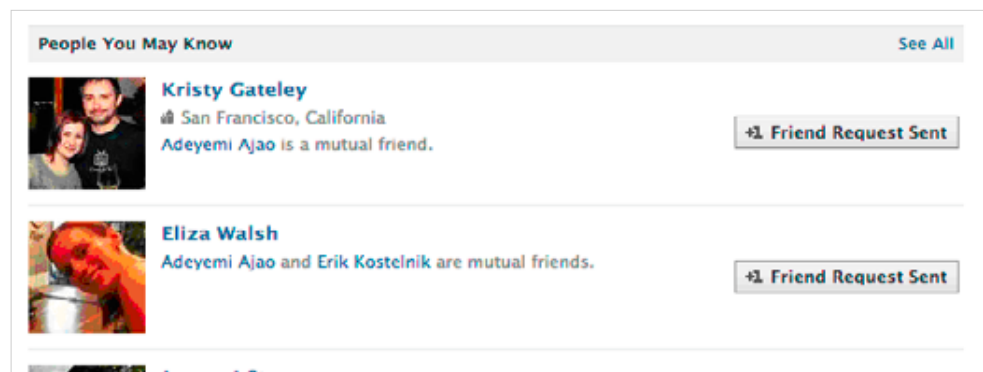 People You May Know
See All
Kristy Gateley
San Francisco, California
Adeyemi Ajao is a mutual friend.
+1 Friend Request Sent
Eliza Walsh
Adeyemi Ajao and Erik Kostelnik are mutual friends.
+1 Friend Request Sent